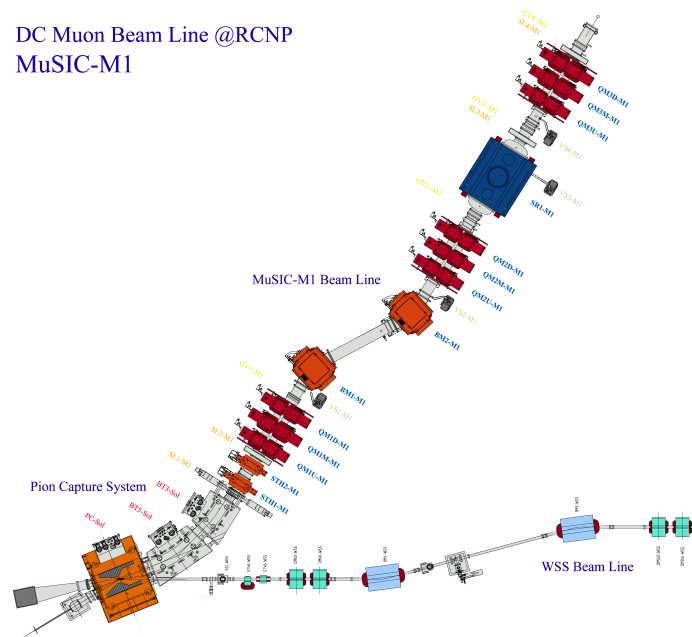 DC Muon Beam Line @RCNP
MuSIC-M1
GV4-M1
SL4-M1
QM3D-M1
QM3M-M1
QM3U-M1
GV3-M1
SL3-M1
VS4-M1
VS3-M1
GV2-M1
SR1-M1
QM2D-M1
QM2M-M1
QM2U-M1
MuSIC-M1 Beam Line
VS2-M1
BM2-M1
GV1-M1
BM1-M1
VS1-M1
SL2-M1
QM1D-M1
QM1M-M1
QM1U-M1
SL1-M1
STH2-M1
STH1-M1
Pion Capture System
BT3-Sol
BT5-Sol
PC-Sol
WSS Beam Line